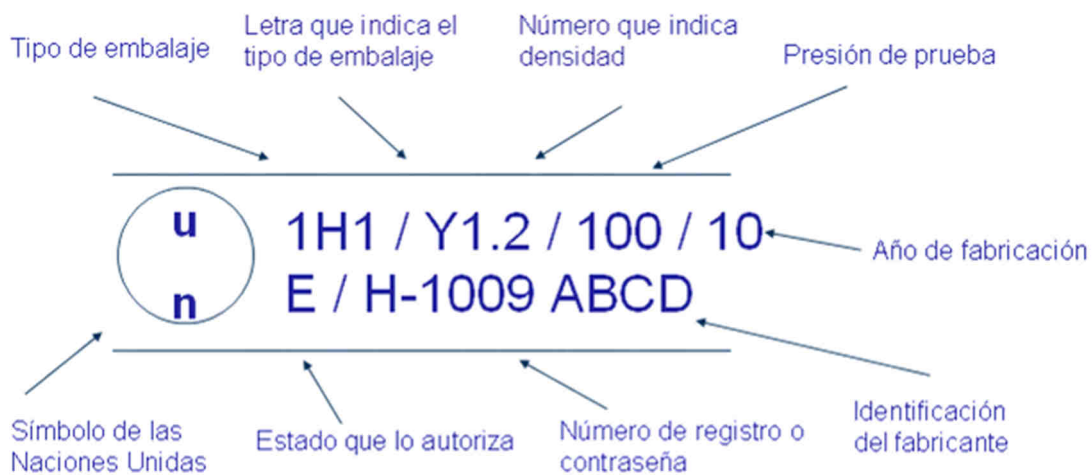 Tipo de embalaje
Letra que indica el
tipo de embalaje
Número que indica
densidad
Presión de prueba
u
n
1H1 / Y1.2 / 100 / 10
E / H-1009 ABCD
Año de fabricación
Símbolo de las
Naciones Unidas
Estado que lo autoriza
Número de registro o
contraseña
Identificación
del fabricante